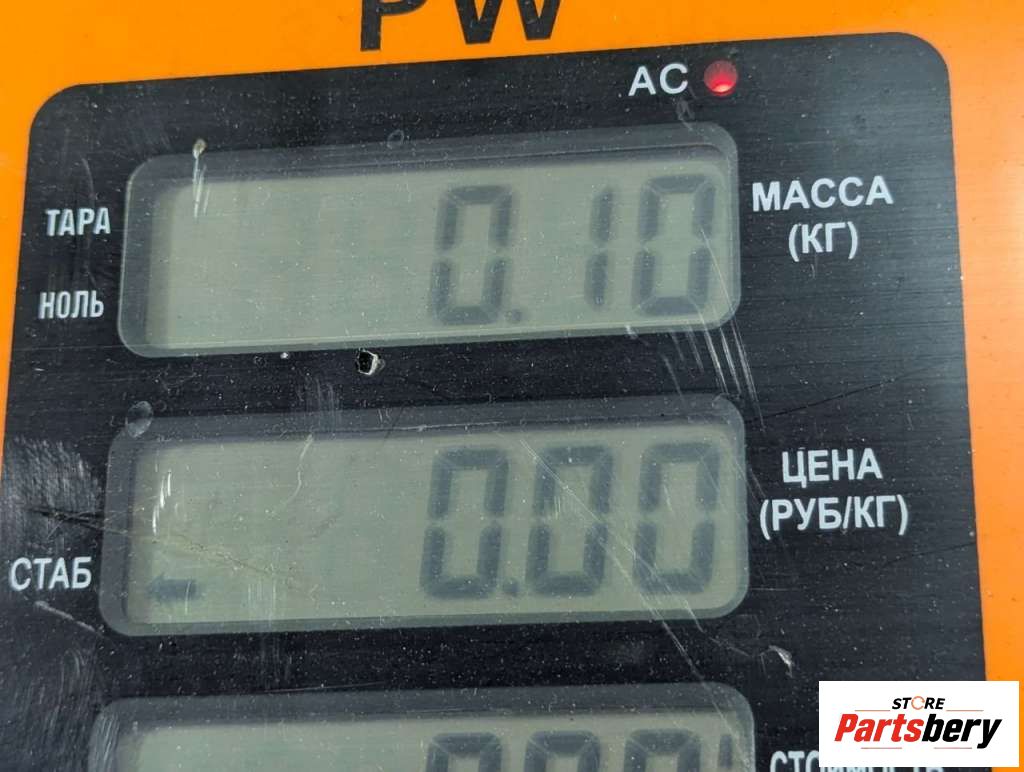 PW
AC
ТАРА
НОЛЬ
0.10
МАССА
(КГ)
СТАБ
0.00
ЦЕНА
(РУБ/КГ)
STORE
Partsbery